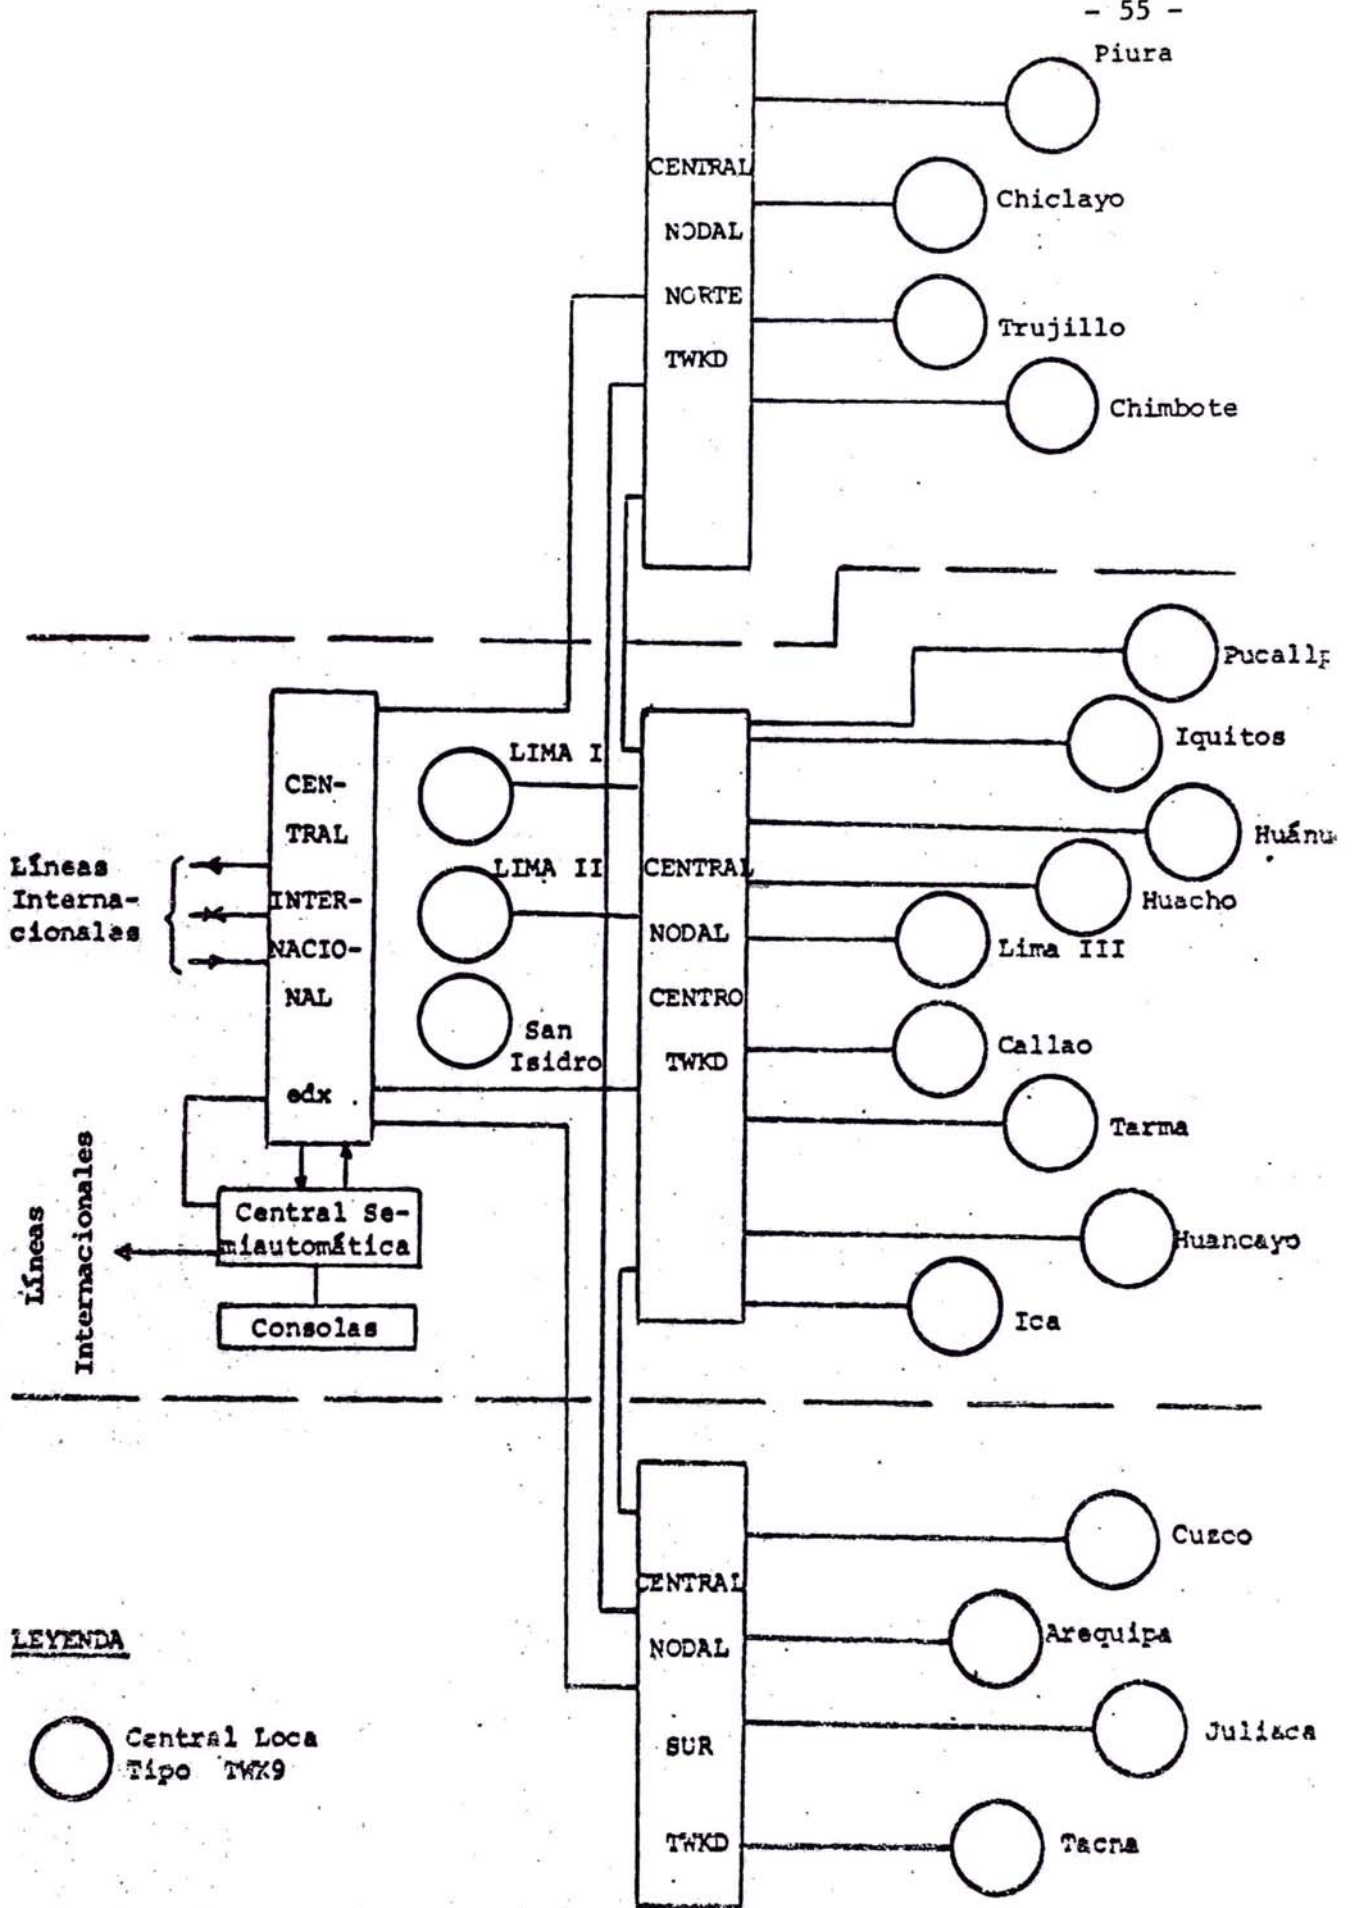 - 55 -
Piura
CENTRAL
NODAL
NORTE
TWKD
Chiclayo
Trujillo
Chimbote
Pucallp
Iquitos
Huánu
Huacho
Lima III
Callao
Tarma
Huancayo
Ica
LIMA I
LIMA II
San
Isidro
CENTRAL
NODAL
CENTRO
TWKD
CEN-
TRAL
INTER-
NACIO-
NAL
edx
Líneas
Interna-
cionales
Líneas
Internacionales
Central Se-
miautomática
Consolas
CENTRAL
NODAL
SUR
TWKD
Cuzco
Arequipa
Juliaca
Tacna
LEYENDA
Central Loca
Tipo TWK9